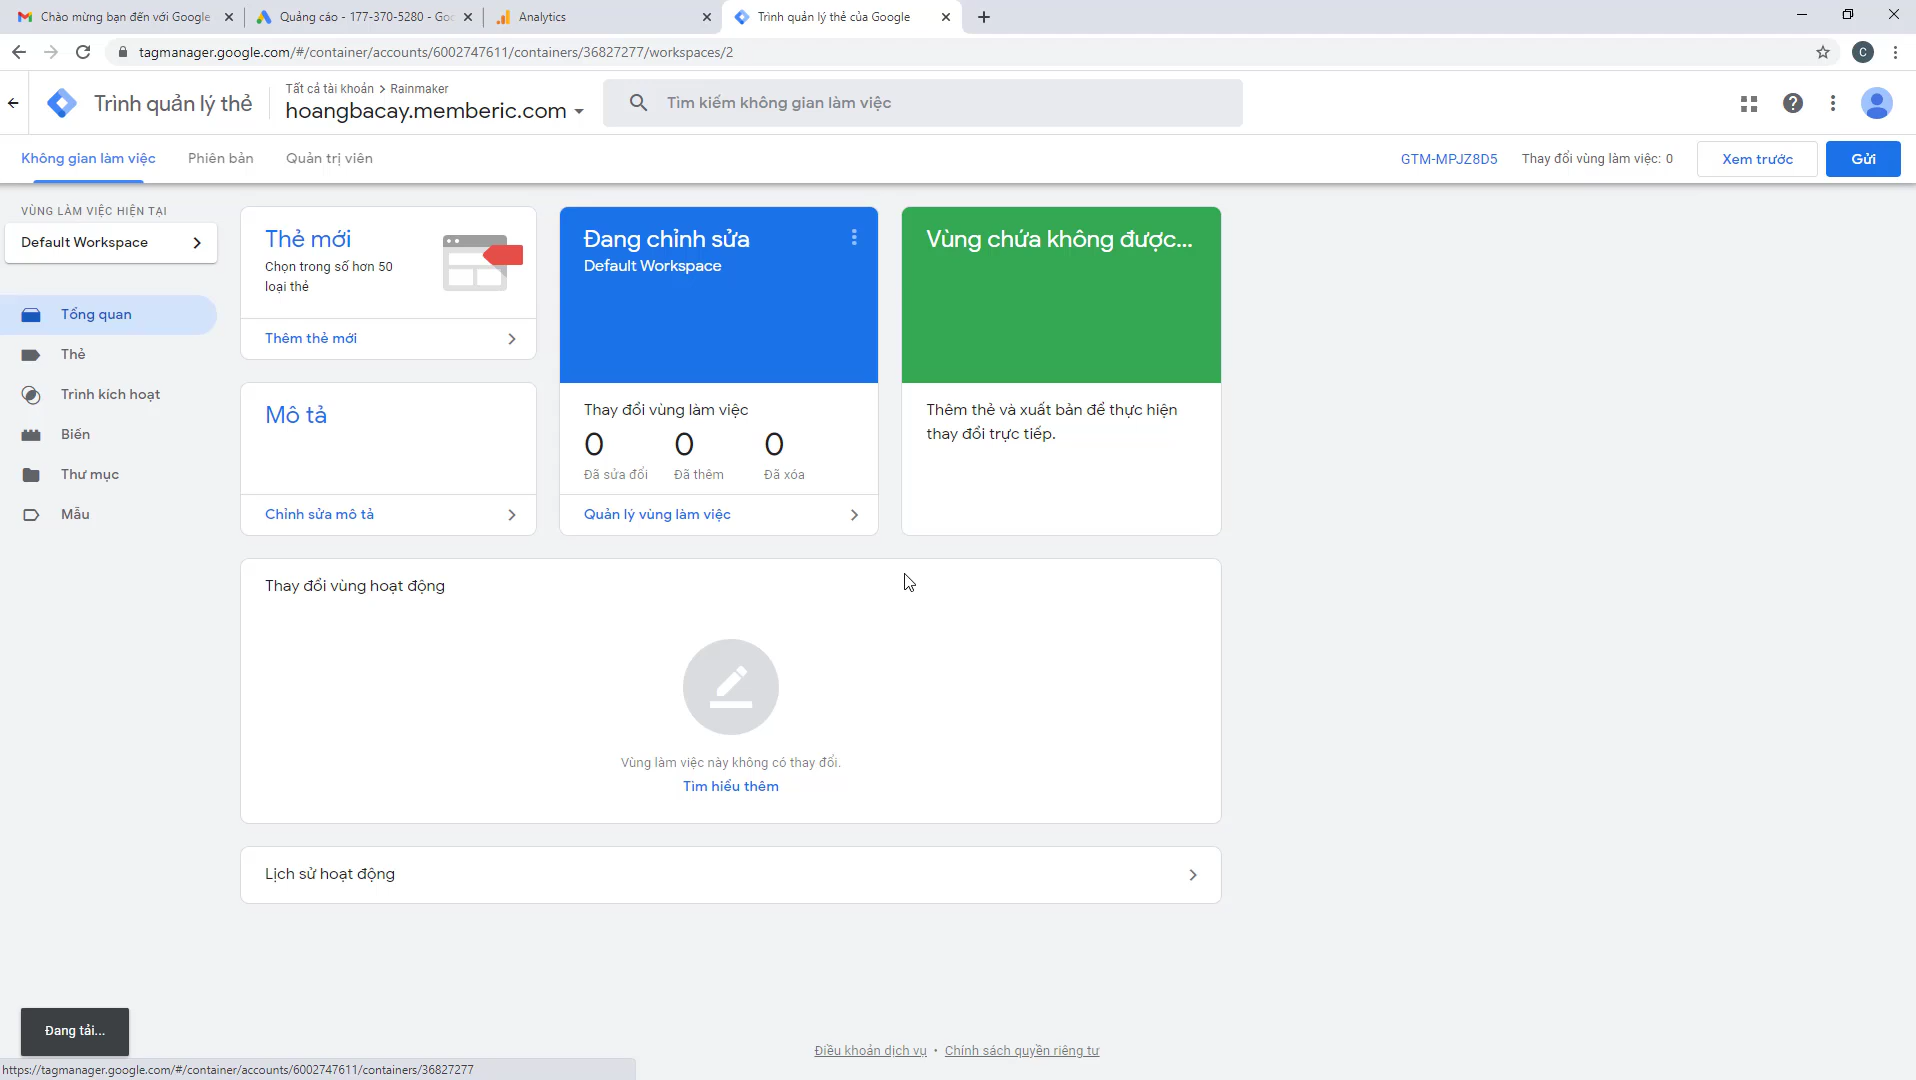 Chào mừng bạn đến với Google
Quảng cáo - 177-370-5280 - Goo
Analytics
Trình quản lý thẻ của Google
tagmanager.google.com/#/container/accounts/6002747611/containers/36827277/workspaces/2
C
Trình quản lý thẻ
Tất cả tài khoản > Rainmaker
hoangbacay.memberic.com
Tìm kiếm không gian làm việc
Không gian làm việc
Phiên bản
Quản trị viên
GTM-MPJZ8D5
Thay đổi vùng làm việc: 0
Xem trước
Gửi
VÙNG LÀM VIỆC HIỆN TẠI
Default Workspace
Tổng quan
Thẻ
Trình kích hoạt
Biến
Thư mục
Mẫu
Thẻ mới
Chọn trong số hơn 50
loại thẻ
Thêm thẻ mới
Mô tả
Chỉnh sửa mô tả
Đang chỉnh sửa
Default Workspace
Thay đổi vùng làm việc
0 0 0
Đã sửa đổi Đã thêm Đã xóa
Quản lý vùng làm việc
Vùng chứa không được...
Thêm thẻ và xuất bản để thực hiện
thay đổi trực tiếp.
Thay đổi vùng hoạt động
Vùng làm việc này không có thay đổi.
Tìm hiểu thêm
Lịch sử hoạt động
Đang tải...
Điều khoản dịch vụ • Chính sách quyền riêng tư
https://tagmanager.google.com/#/container/accounts/6002747611/containers/36827277